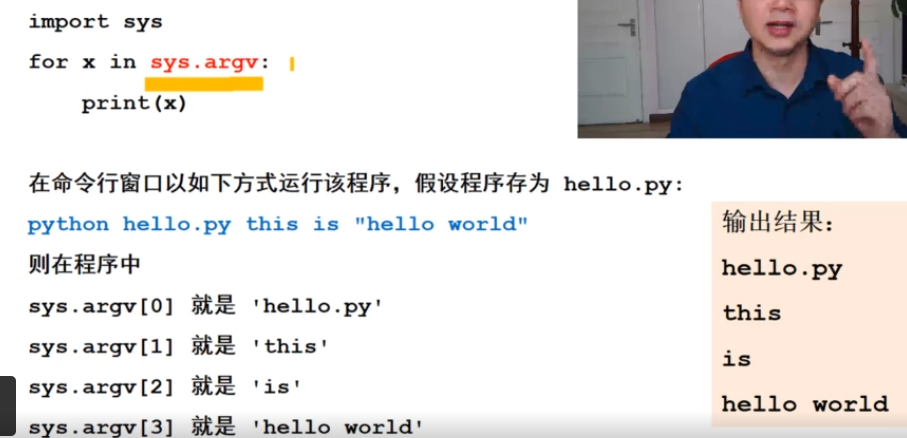 import sys
for x in sys.argv:
print(x)
在命令行窗口以如下方式运行该程序，假设程序存为 hello.py:
python hello.py this is "hello world"
则在程序中
sys.argv[0] 就是 'hello.py'
sys.argv[1] 就是 'this'
sys.argv[2] 就是 'is'
sys.argv[3] 就是 'hello world'
输出结果：
hello.py
this
is
hello world